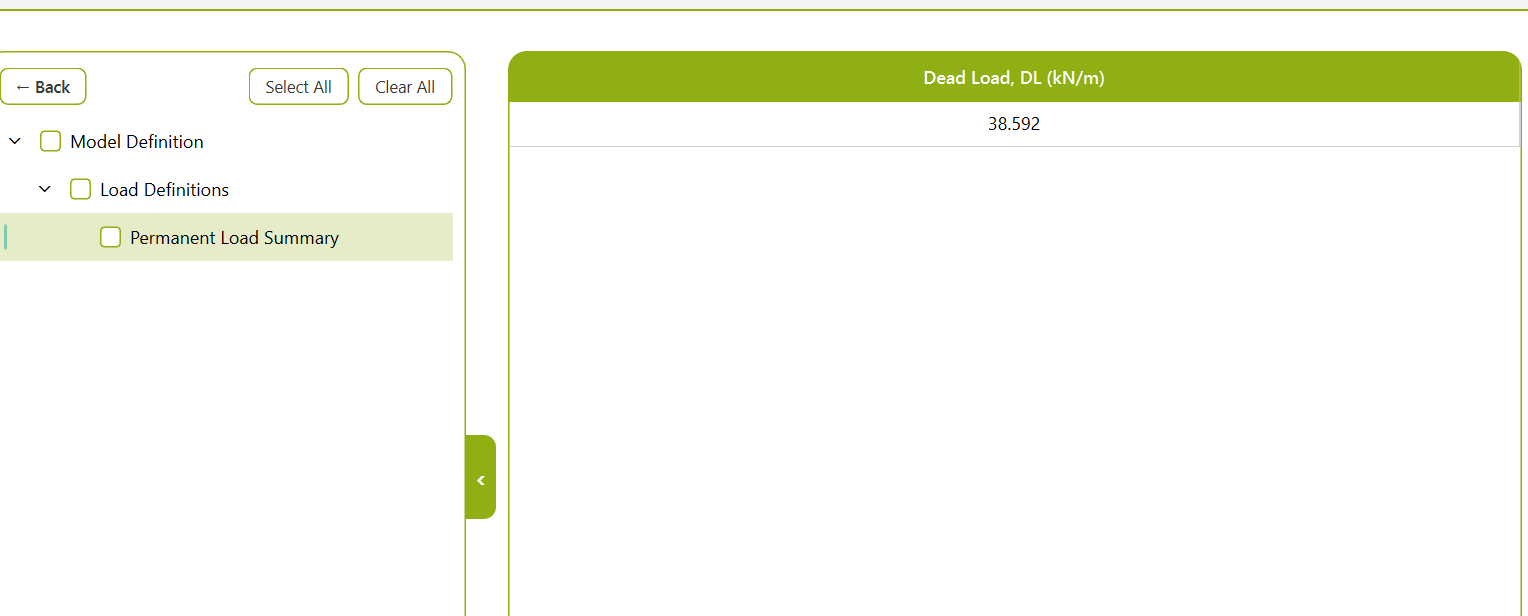 ← Back
Select All
Clear All
Model Definition
Load Definitions
Permanent Load Summary
Dead Load, DL (kN/m)
38.592